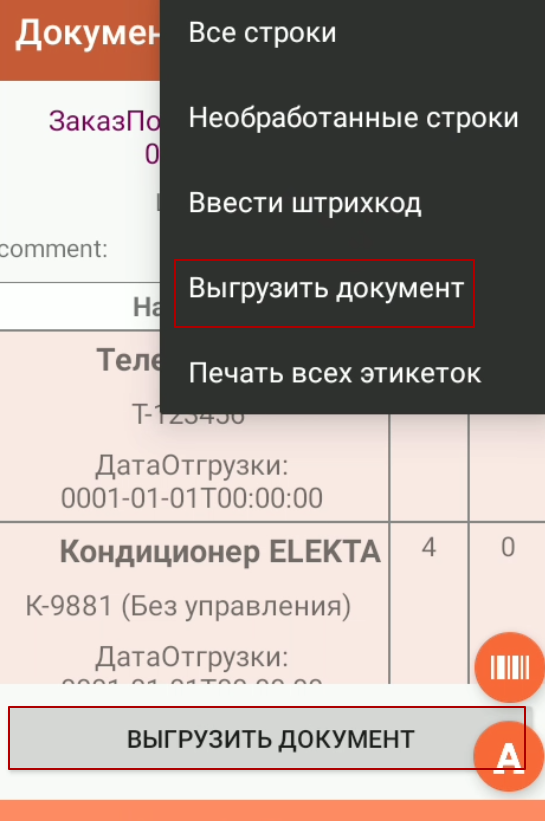 Докумен
Все строки
Необработанные строки
Ввести штрихкод
Выгрузить документ
Печать всех этикеток
ЗаказПо
0
comment:
На
Теле
Т-123456
ДатаОтгрузки:
0001-01-01T00:00:00
Кондиционер ELEKTA 4 0
К-9881 (Без управления)
ДатаОтгрузки:
ВЫГРУЗИТЬ ДОКУМЕНТ
A